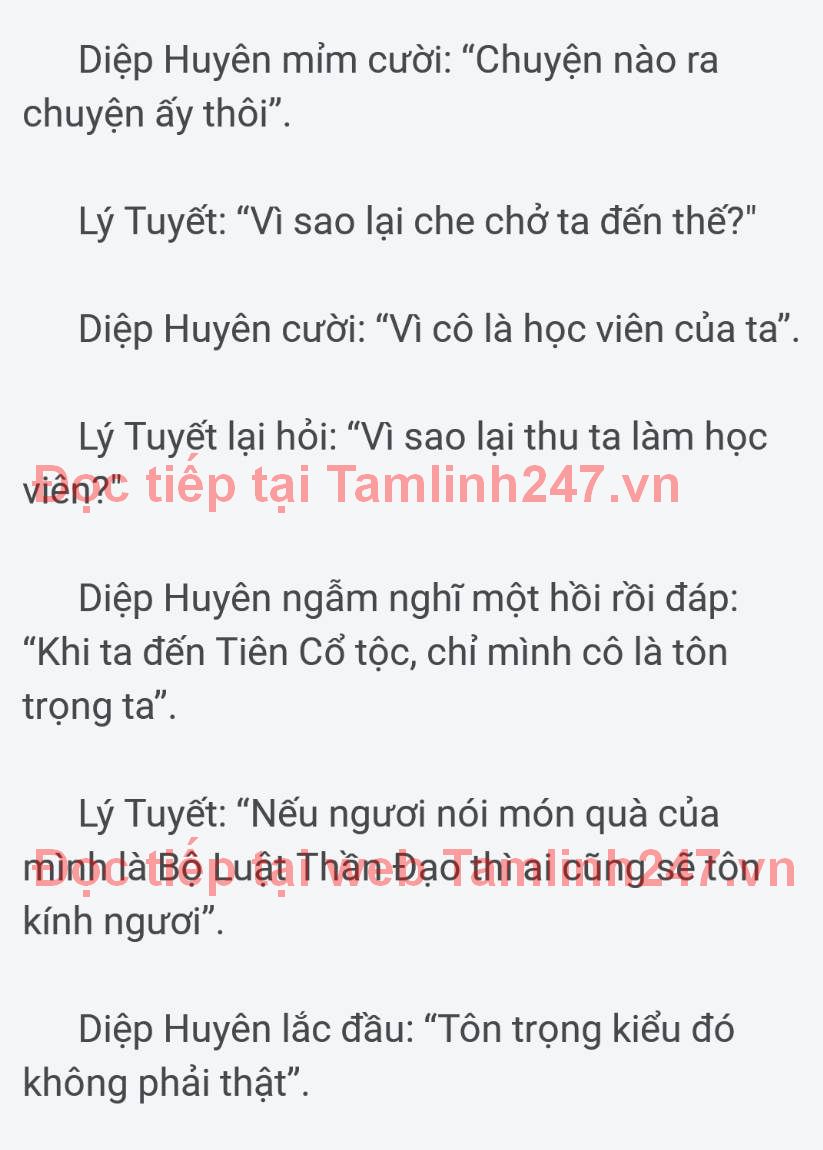 Diệp Huyên mỉm cười: “Chuyện nào ra
chuyện ấy thôi”.
Lý Tuyết: “Vì sao lại che chở ta đến thế?"
Diệp Huyên cười: “Vì cô là học viên của ta”.
Lý Tuyết lại hỏi: “Vì sao lại thu ta làm học
viên?"
Đọc tiếp tại Tamlinh247.vn
Diệp Huyên ngẫm nghĩ một hồi rồi đáp:
“Khi ta đến Tiên Cổ tộc, chỉ mình cô là tôn
trọng ta”.
Lý Tuyết: “Nếu ngươi nói món quà của
mình là Bộ Luật Thần Đạo thì ai cũng sẽ tôn
Đọc tiếp tại web Tamlinh247.vn
kính ngươi”.
Diệp Huyên lắc đầu: “Tôn trọng kiểu đó
không phải thật”.